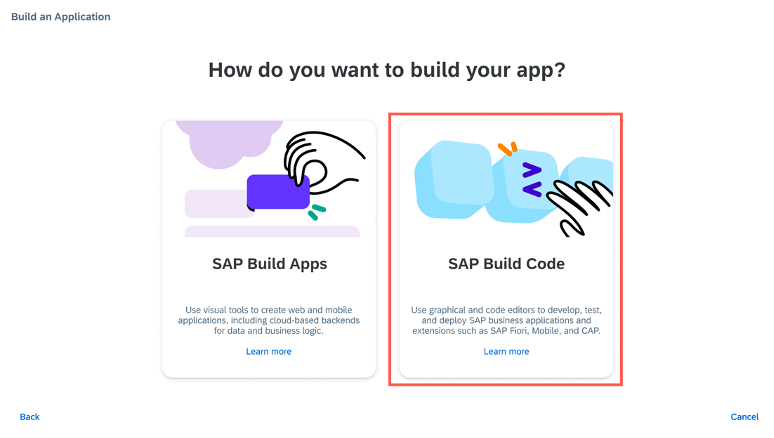 Build an Application
How do you want to build your app?
SAP Build Apps
Use visual tools to create web and mobile
applications, including cloud-based backends
for data and business logic.
Learn more
SAP Build Code
Use graphical and code editors to develop, test,
and deploy SAP business applications and
extensions such as SAP Fiori, Mobile, and CAP.
Learn more
Back
Cancel